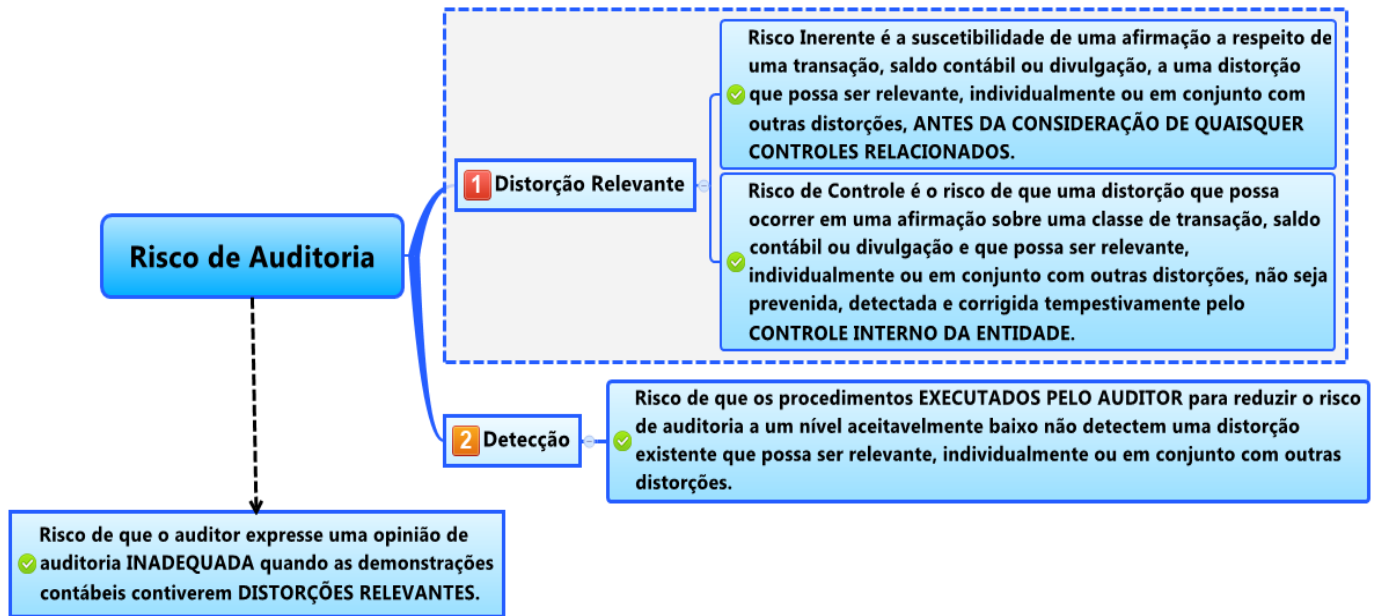 Risco de Auditoria
1 Distorção Relevante
Risco Inerente é a suscetibilidade de uma afirmação a respeito de
uma transação, saldo contábil ou divulgação, a uma distorção
que possa ser relevante, individualmente ou em conjunto com
outras distorções, ANTES DA CONSIDERAÇÃO DE QUAISQUER
CONTROLES RELACIONADOS.
Risco de Controle é o risco de que uma distorção que possa
ocorrer em uma afirmação sobre uma classe de transação, saldo
contábil ou divulgação e que possa ser relevante,
individualmente ou em conjunto com outras distorções, não seja
prevenida, detectada e corrigida tempestivamente pelo
CONTROLE INTERNO DA ENTIDADE.
2 Detecção
Risco de que os procedimentos EXECUTADOS PELO AUDITOR para reduzir o risco
de auditoria a um nível aceitavelmente baixo não detectem uma distorção
existente que possa ser relevante, individualmente ou em conjunto com outras
distorções.
Risco de que o auditor expresse uma opinião de
auditoria INADEQUADA quando as demonstrações
contábeis contiverem DISTORÇÕES RELEVANTES.